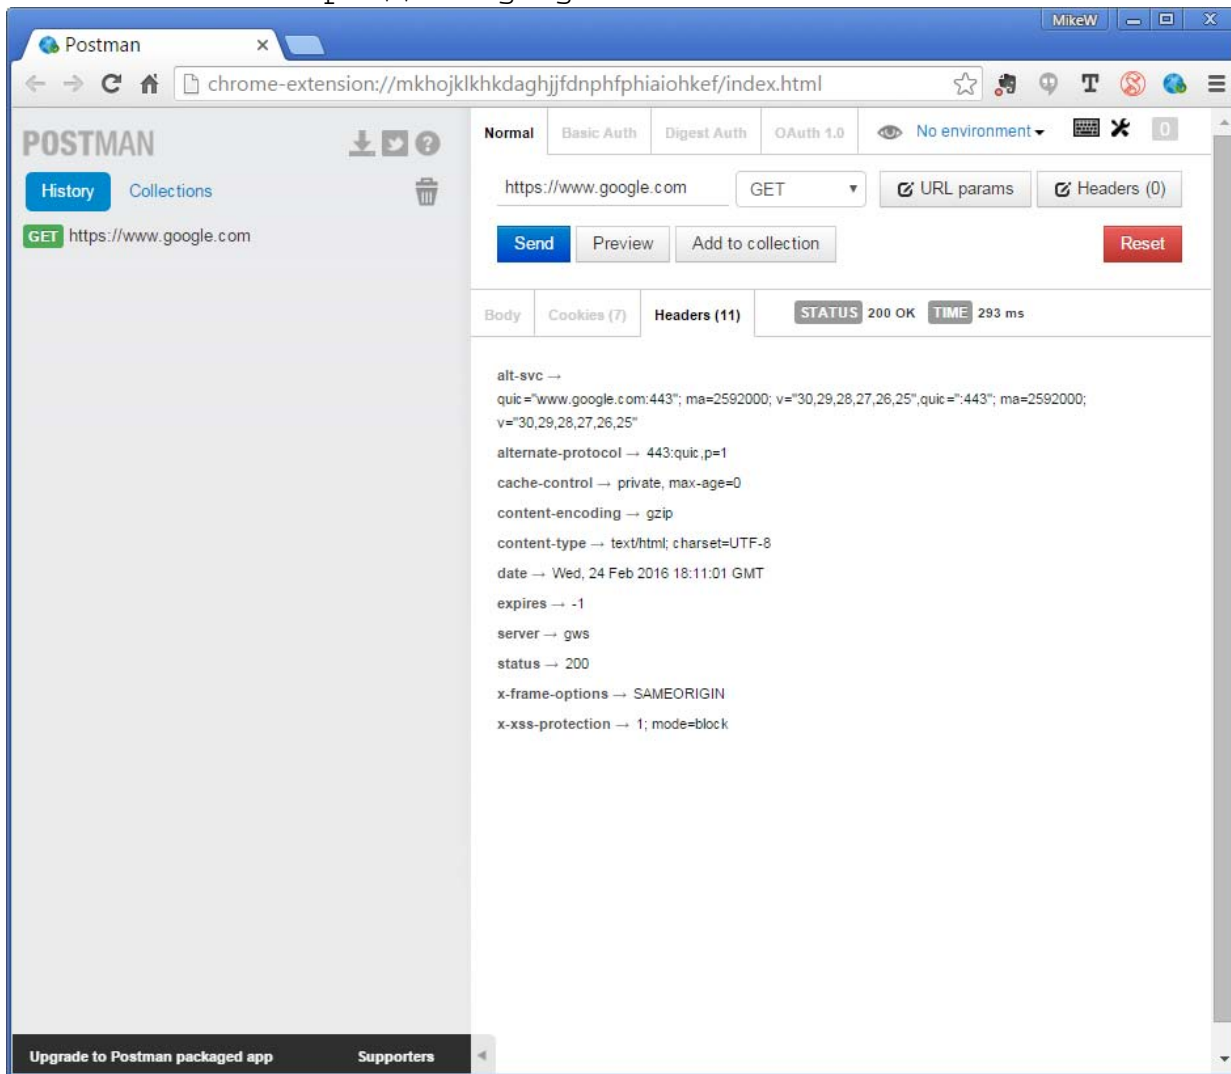 MikeW
Postman
chrome-extension://mkhojklkhkdaghjjfdnphfphiaiohkef/index.html
POSTMAN
History Collections
GET https://www.google.com
Normal Basic Auth Digest Auth OAuth 1.0 No environment 0
https://www.google.com GET URL params Headers (0)
Send Preview Add to collection Reset
Body Cookies (7) Headers (11) STATUS 200 OK TIME 293 ms
alt-svc →
quic="www.google.com:443"; ma=2592000; v="30,29,28,27,26,25",quic=":443"; ma=2592000;
v="30,29,28,27,26,25"
alternate-protocol → 443:quic,p=1
cache-control → private, max-age=0
content-encoding → gzip
content-type → text/html; charset=UTF-8
date → Wed, 24 Feb 2016 18:11:01 GMT
expires → -1
server → gws
status → 200
x-frame-options → SAMEORIGIN
x-xss-protection → 1; mode=block
Upgrade to Postman packaged app Supporters